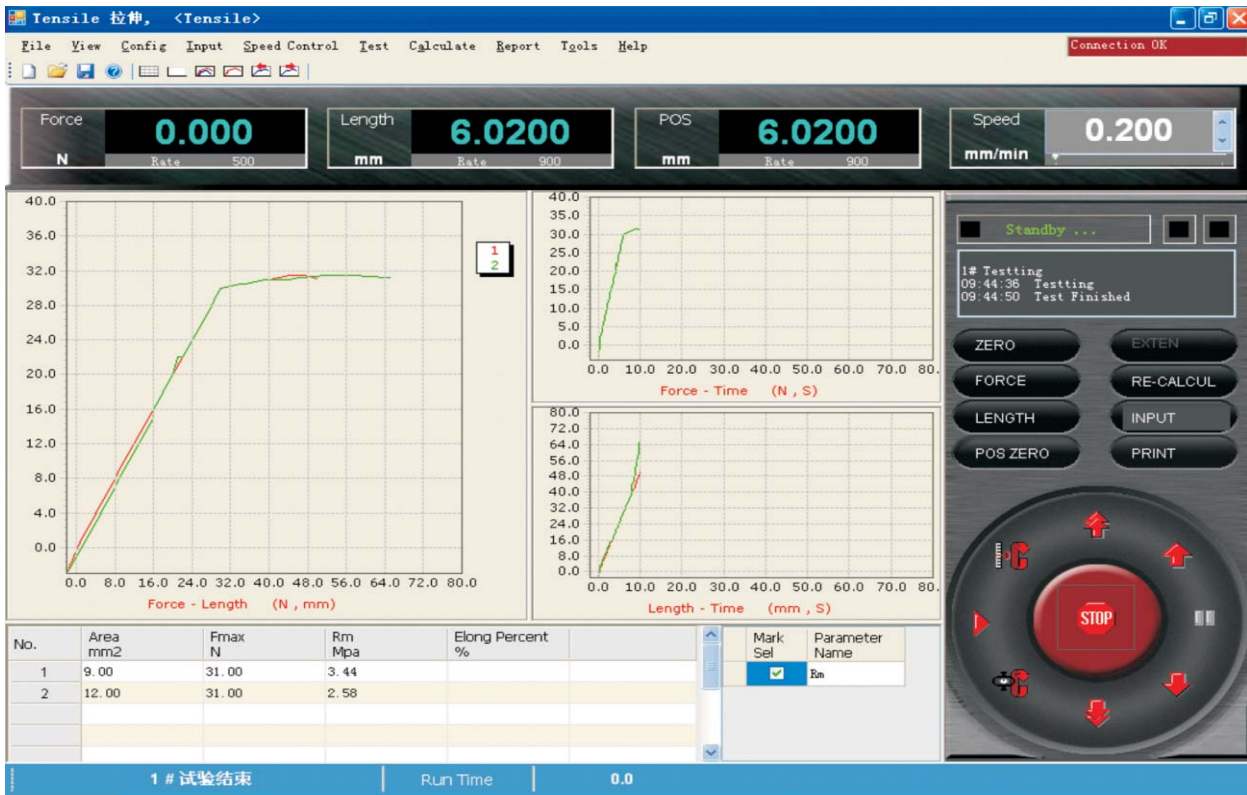 Tensile 拉伸, <Tensile>
File View Config Input Speed Control Test Calculate Report Tools Help
Connection OK
Force
N
0.000
Rate 500
Length
mm
6.0200
Rate 900
POS
mm
6.0200
Rate 900
Speed
mm/min
0.200
40.0
36.0
32.0
28.0
24.0
20.0
16.0
12.0
8.0
4.0
0.0
0.0 8.0 16.0 24.0 32.0 40.0 48.0 56.0 64.0 72.0 80.0
Force - Length (N , mm)
1
2
40.0
35.0
30.0
25.0
20.0
15.0
10.0
5.0
0.0
0.0 10.0 20.0 30.0 40.0 50.0 60.0 70.0 80.
Force - Time (N , S)
80.0
72.0
64.0
56.0
48.0
40.0
32.0
24.0
16.0
8.0
0.0
0.0 10.0 20.0 30.0 40.0 50.0 60.0 70.0 80.
Length - Time (mm , S)
Standby ...
1# Testting
09:44:36 Testting
09:44:50 Test Finished
ZERO EXTEN
FORCE RE-CALCUL
LENGTH INPUT
POS ZERO PRINT
STOP
No. Area mm2 Fmax N Rm Mpa Elong Percent %
1 9.00 31.00 3.44
2 12.00 31.00 2.58
Mark Sel Parameter Name
Rm
1 # 试验结束 Run Time 0.0